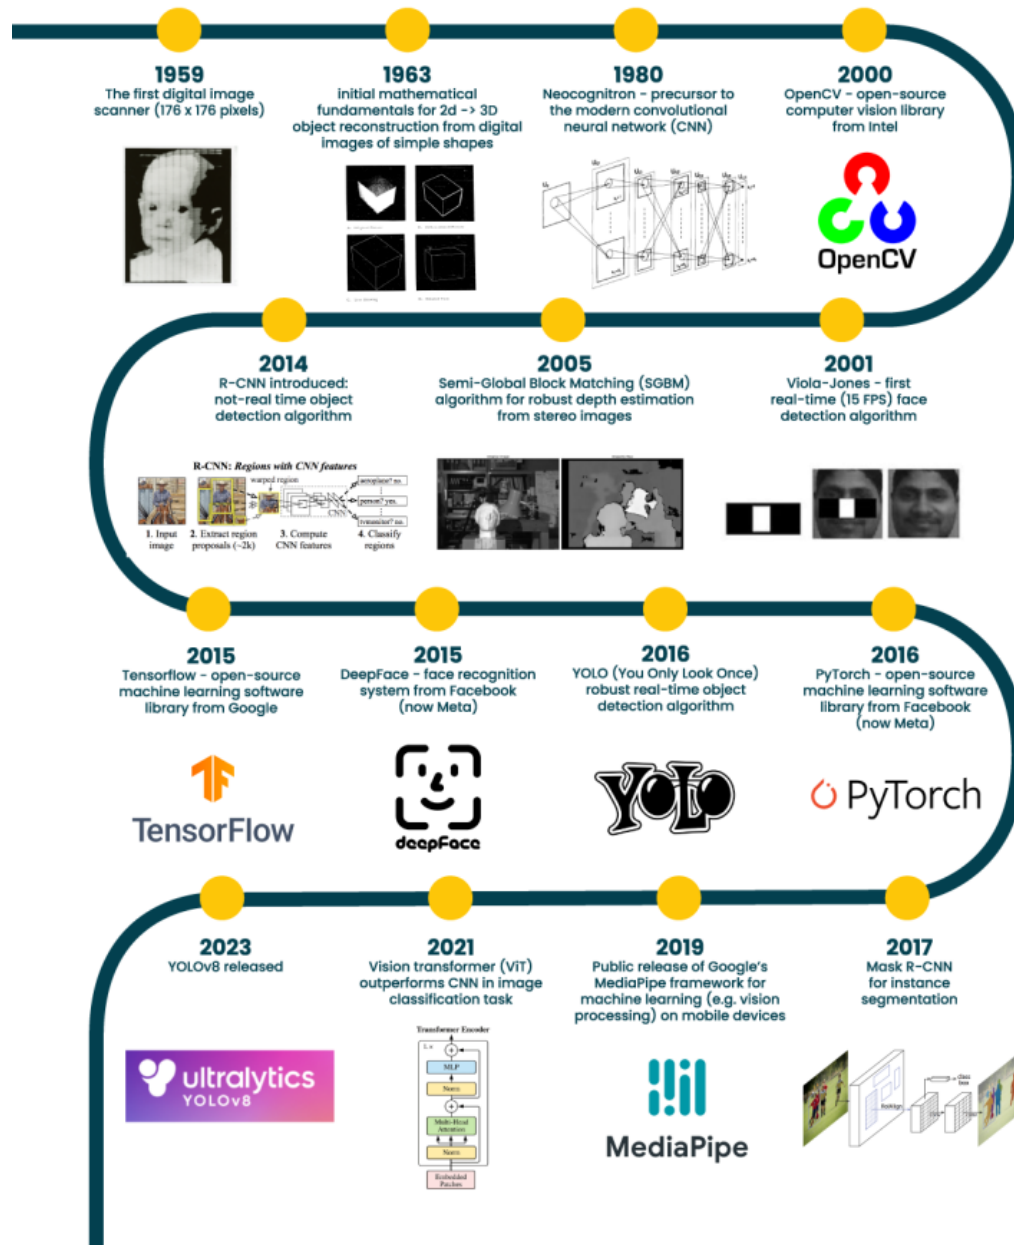 1959
The first digital image
scanner (176 x 176 pixels)
1963
initial mathematical
fundamentals for 2d -> 3D
object reconstruction from digital
images of simple shapes
1980
Neocognitron - precursor to
the modern convolutional
neural network (CNN)
2000
OpenCV - open-source
computer vision library
from Intel
OpenCV
2001
Viola-Jones - first
real-time (15 FPS) face
detection algorithm
2005
Semi-Global Block Matching (SGBM)
algorithm for robust depth estimation
from stereo images
2014
R-CNN introduced:
not-real time object
detection algorithm
R-CNN: Regions with CNN features
warped region
aeroplane? no.
person? yes.
tvmonitor? no.
CNN
1. Input
image
2. Extract region
proposals (~2k)
3. Compute
CNN features
4. Classify
regions
2015
Tensorflow - open-source
machine learning software
library from Google
TensorFlow
2015
DeepFace - face recognition
system from Facebook
(now Meta)
deepFace
2016
YOLO (You Only Look Once)
robust real-time object
detection algorithm
YOLO
2016
PyTorch - open-source
machine learning software
library from Facebook
(now Meta)
PyTorch
2017
Mask R-CNN
for instance
segmentation
RoIAlign
class
box
2019
Public release of Google's
MediaPipe framework for
machine learning (e.g. vision
processing) on mobile devices
MediaPipe
2021
Vision transformer (ViT)
outperforms CNN in image
classification task
Transformer Encoder
L x
+
MLP
Norm
+
Multi-Head
Attention
Norm
Embedded
Patches
2023
YOLOv8 released
ultralytics
YOLOv8